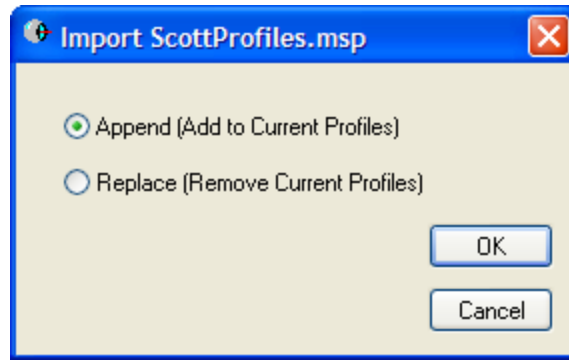 Import ScottProfiles.msp
Append (Add to Current Profiles)
Replace (Remove Current Profiles)
OK
Cancel